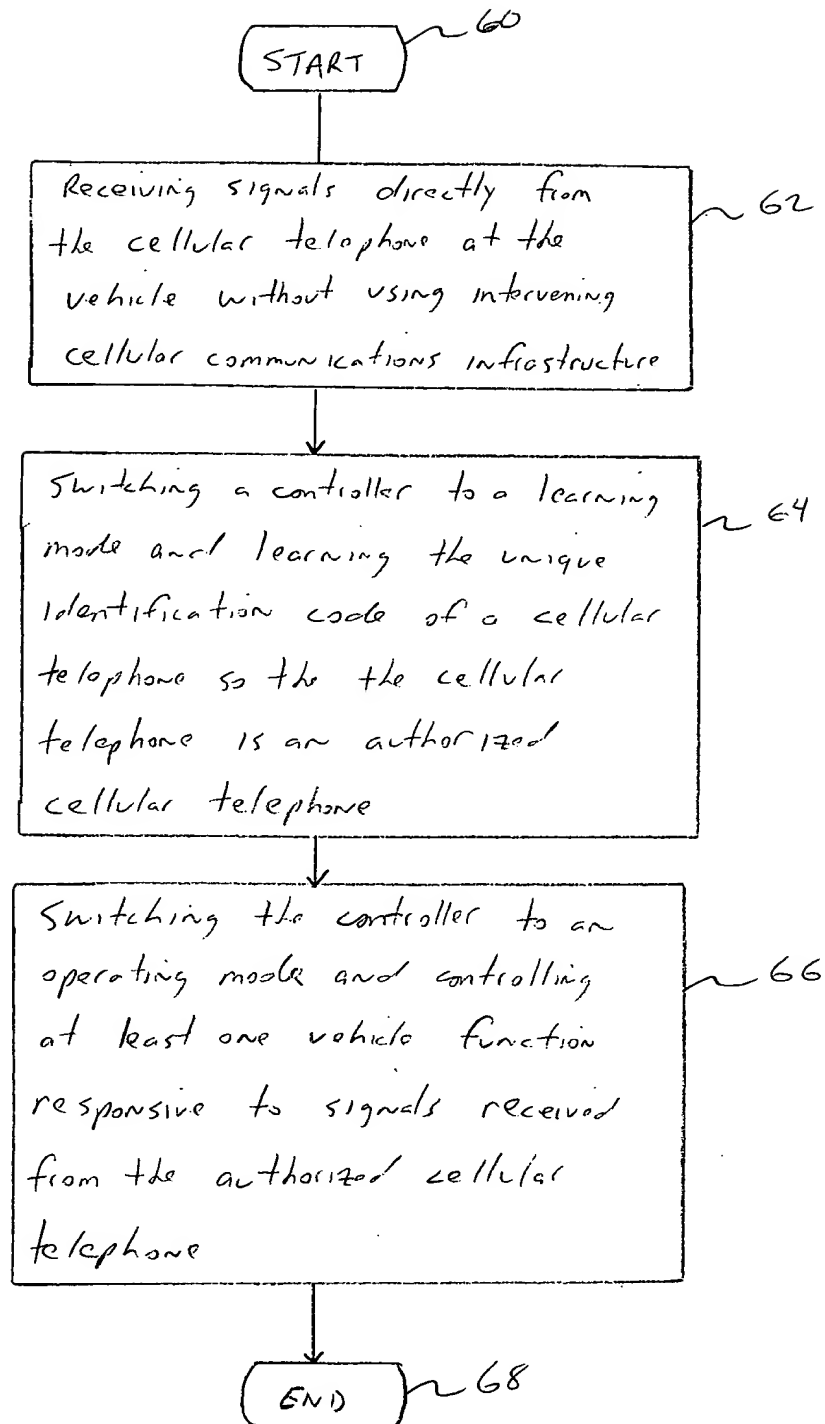 START
60
Receiving signals directly from
the cellular telephone at the
vehicle without using intervening
cellular communications infrastructure
62
Switching a controller to a learning
mode and learning the unique
identification code of a cellular
telephone so the the cellular
telephone is an authorized
cellular telephone
64
Switching the controller to an
operating mode and controlling
at least one vehicle function
responsive to signals received
from the authorized cellular
telephone
66
END
68